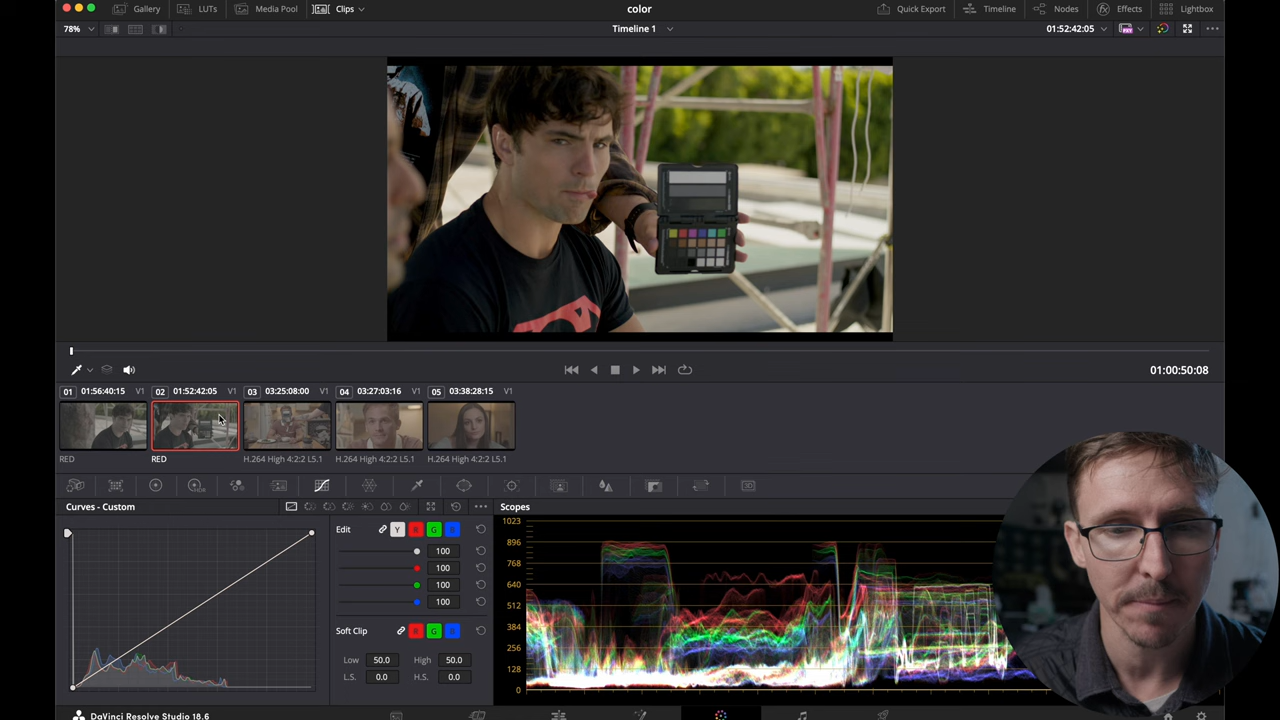 Gallery LUTs Media Pool Clips color Quick Export Timeline Nodes Effects Lightbox
78% Timeline 1 01:52:42:05
01:00:50:08
01 01:56:40:15 V1 02 01:52:42:05 V1 03 03:25:08:00 V1 04 03:27:03:16 V1 05 03:38:28:15 V1
RED RED H.264 High 4:2:2 L5.1 H.264 High 4:2:2 L5.1 H.264 High 4:2:2 L5.1
Curves - Custom Scopes
Edit Y R G B
100
100
100
100
Soft Clip R G B
Low 50.0 High 50.0
L.S. 0.0 H.S. 0.0
1023
896
768
640
512
384
256
128
0
DaVinci Resolve Studio 18.6